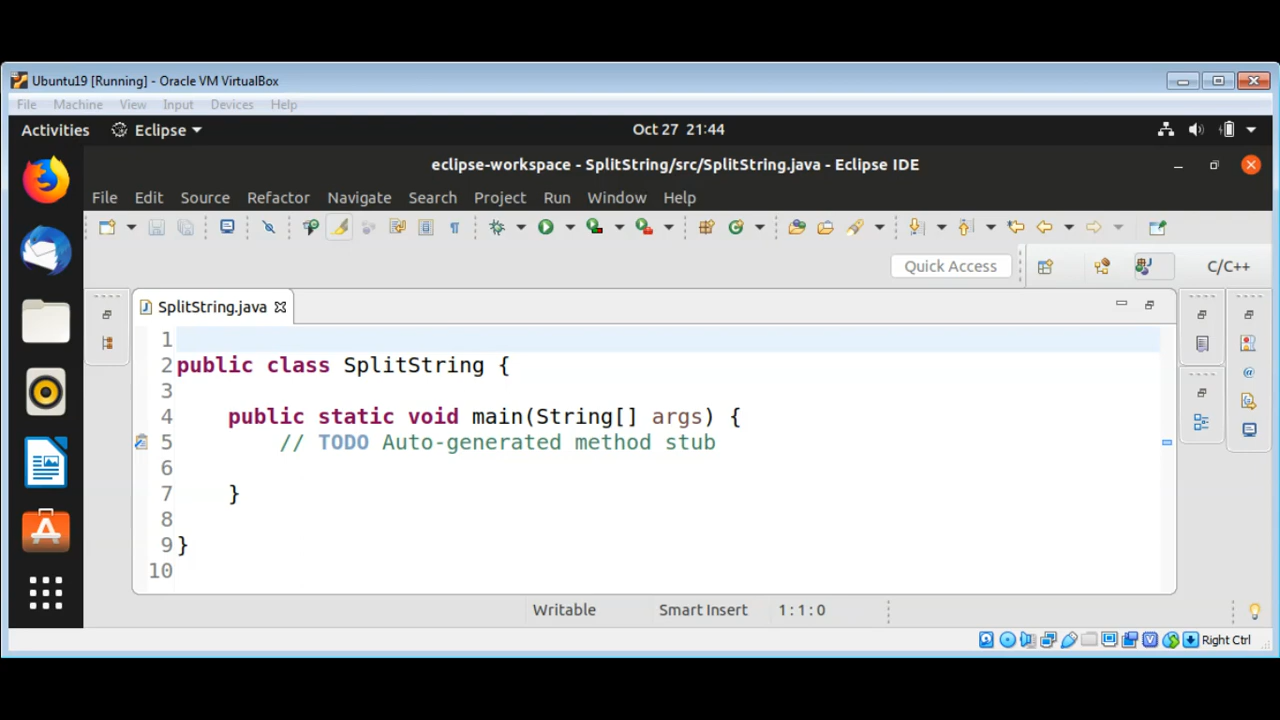 Ubuntu19 [Running] - Oracle VM VirtualBox
File Machine View Input Devices Help
Activities Eclipse Oct 27 21:44
eclipse-workspace - SplitString/src/SplitString.java - Eclipse IDE
File Edit Source Refactor Navigate Search Project Run Window Help
Quick Access C/C++
SplitString.java
1
2 public class SplitString {
3
4 public static void main(String[] args) {
5 // TODO Auto-generated method stub
6
7 }
8
9 }
10
Writable Smart Insert 1 : 1 : 0
Right Ctrl